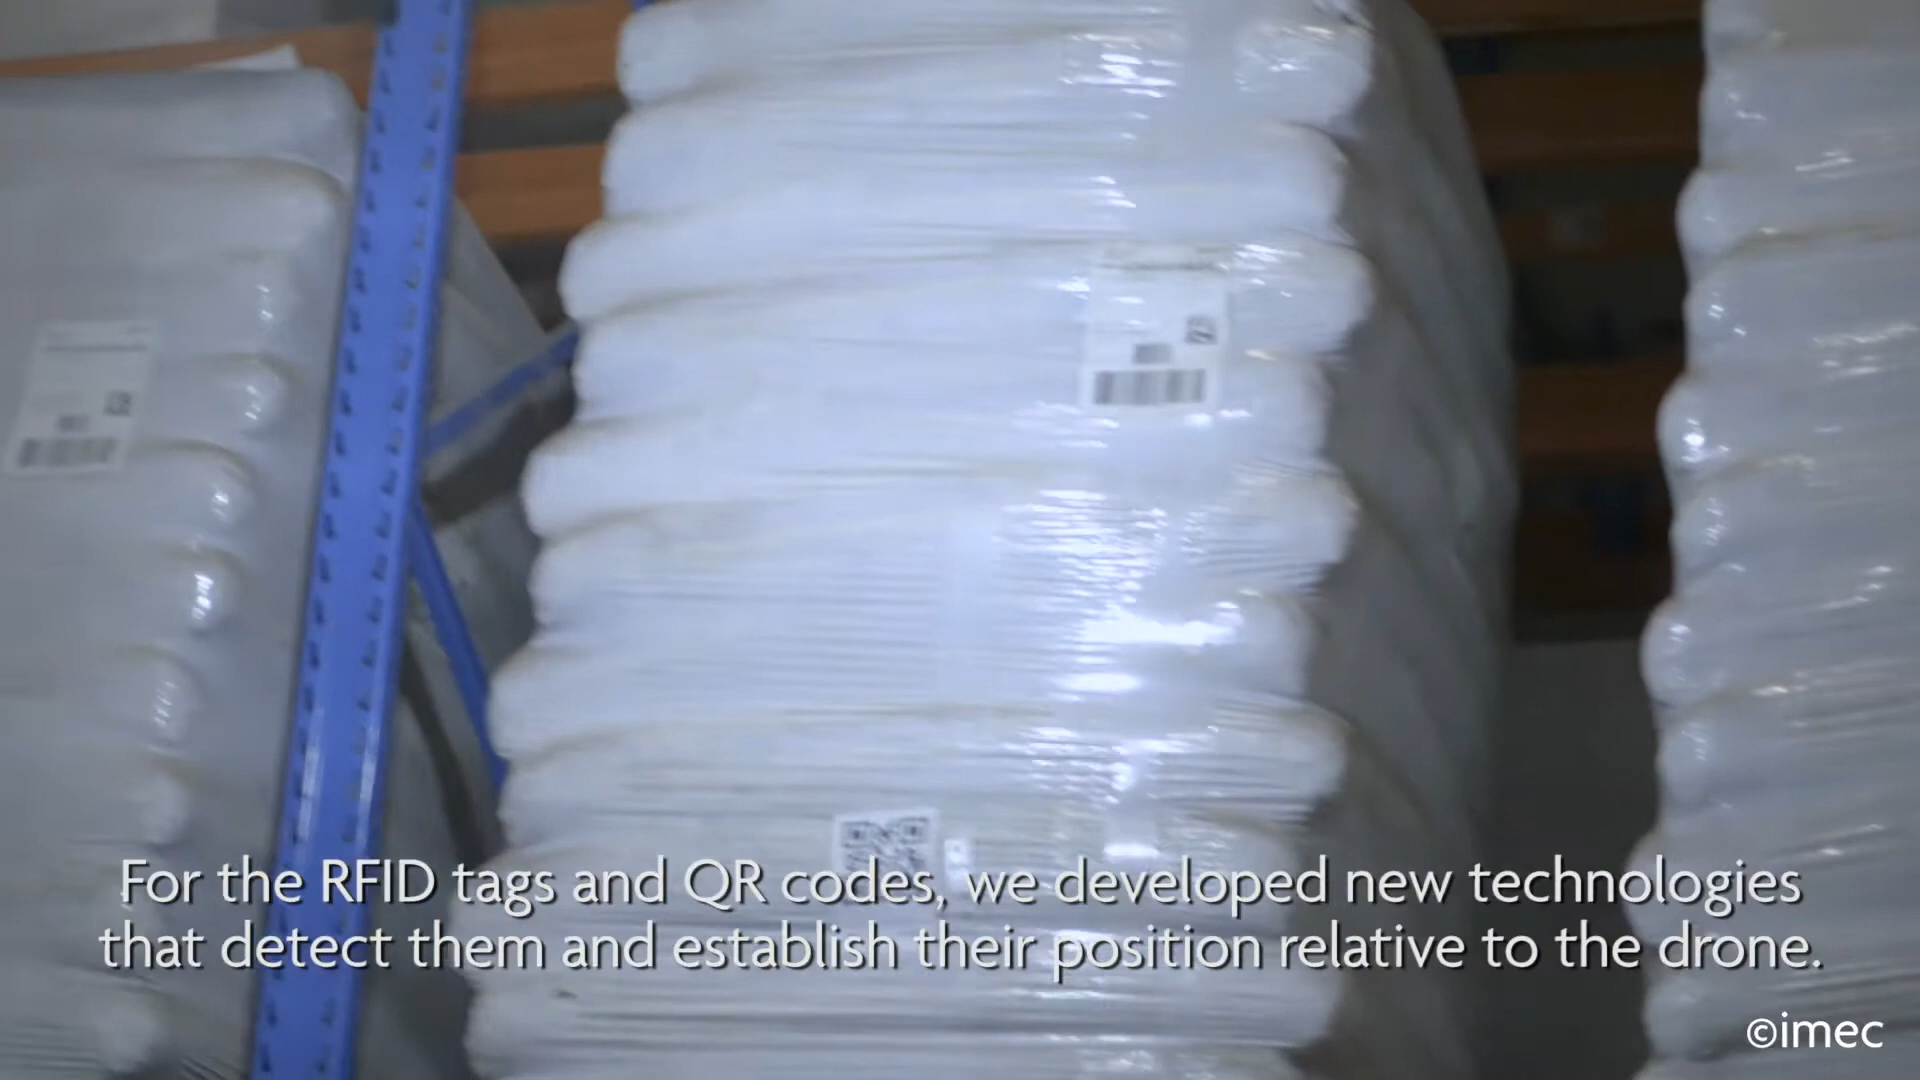 For the RFID tags and QR codes, we developed new technologies
that detect them and establish their position relative to the drone.
©imec